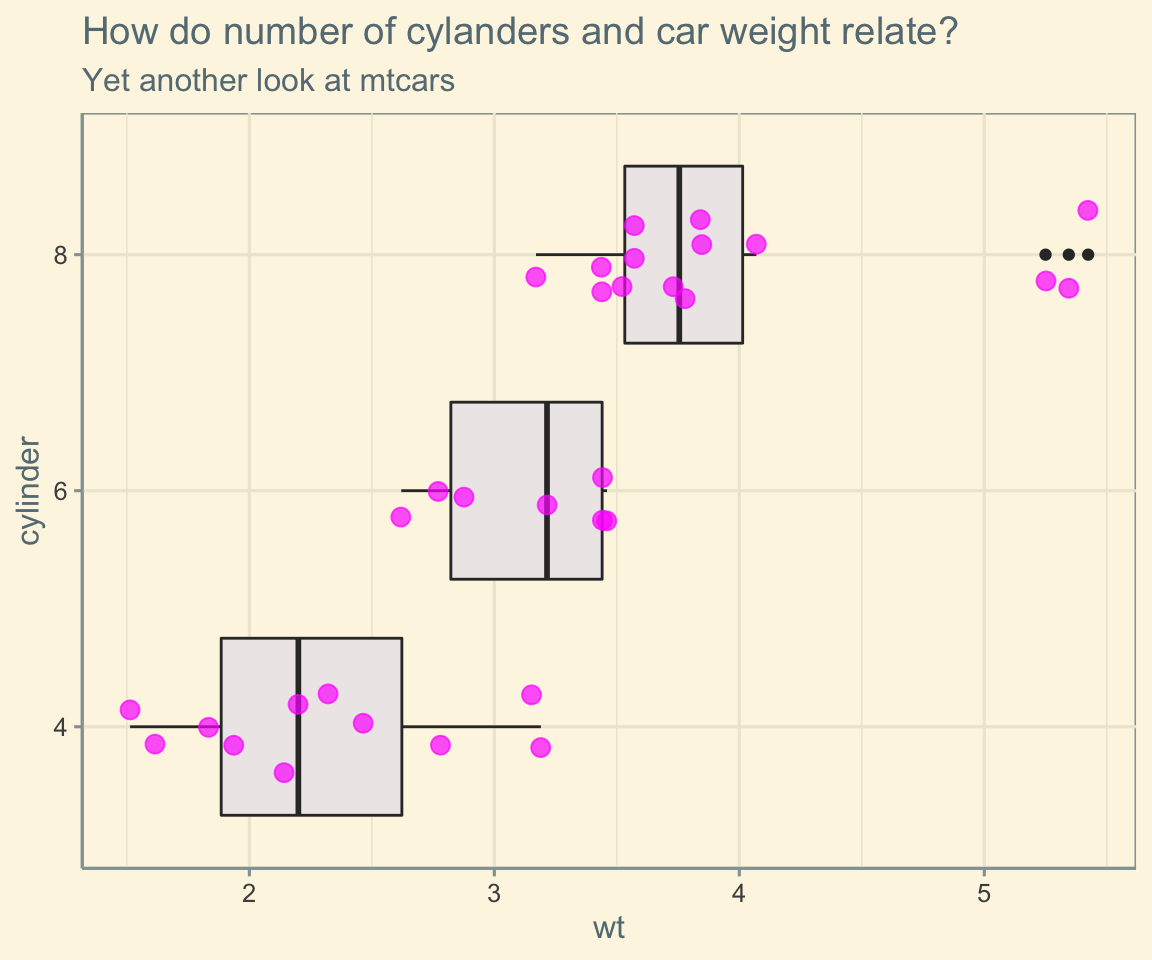 How do number of cylanders and car weight relate?
Yet another look at mtcars
8
6
4
cylinder
2 3 4 5
wt